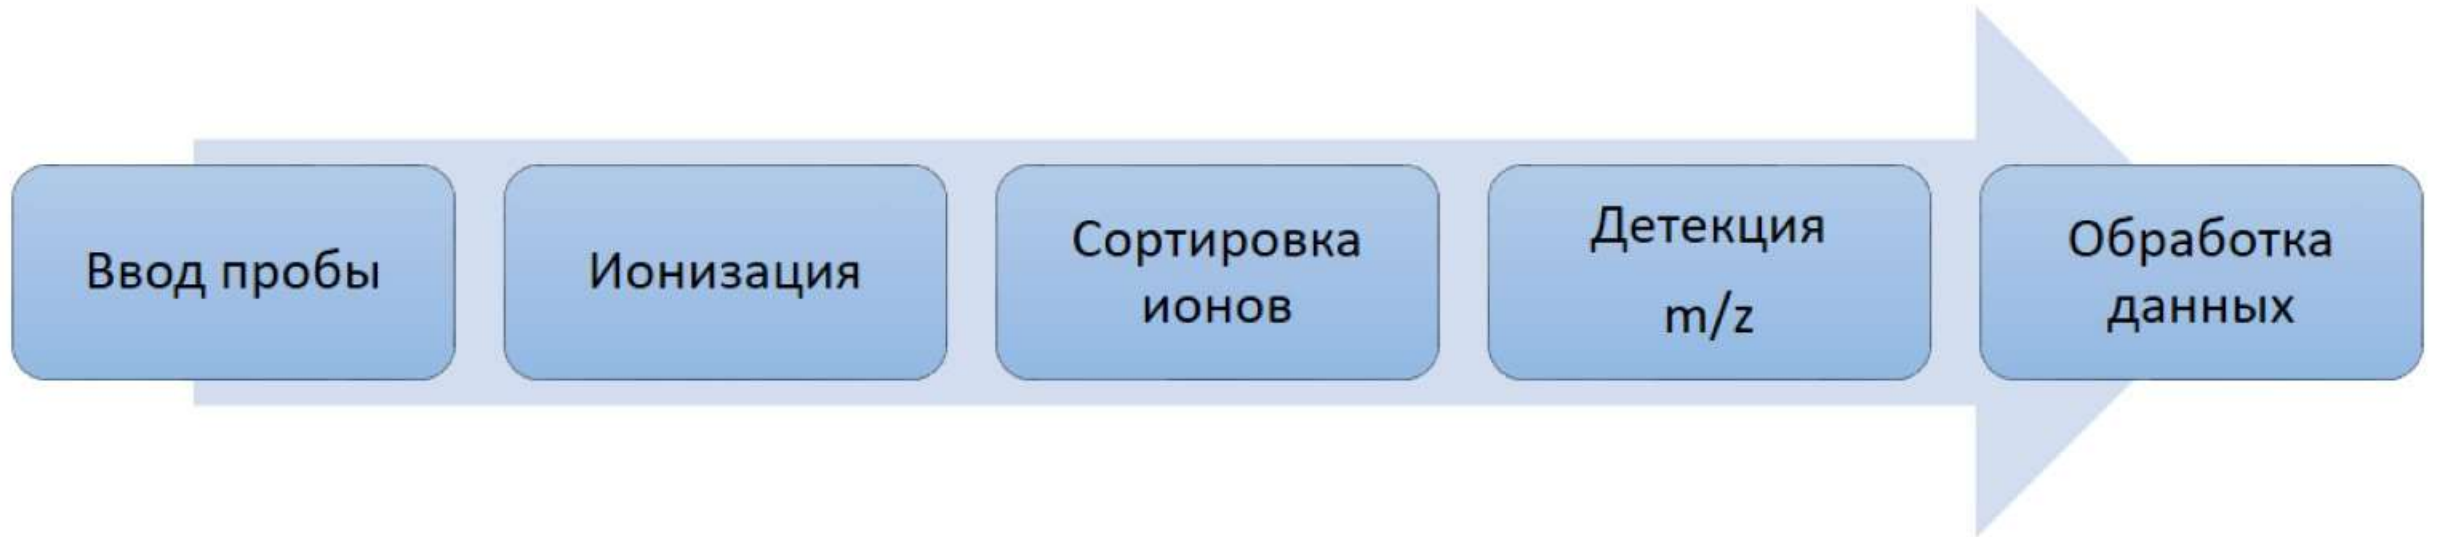 Ввод пробы
Ионизация
Сортировка
ионов
Детекция
m/z
Обработка
данных